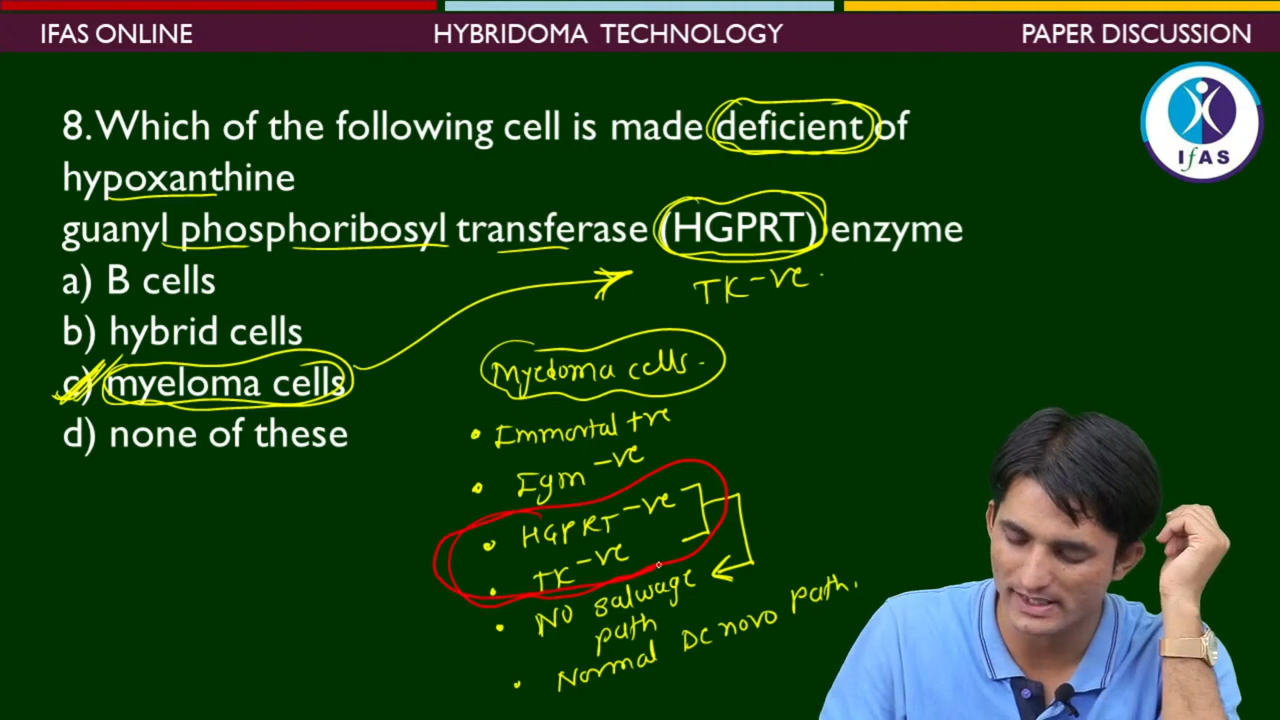 IFAS ONLINE
HYBRIDOMA TECHNOLOGY
PAPER DISCUSSION
IfAS
8. Which of the following cell is made deficient of
hypoxanthine
guanyl phosphoribosyl transferase (HGPRT) enzyme
TK -ve.
a) B cells
b) hybrid cells
c) myeloma cells
d) none of these
Myeloma cells.
• Immortal +ve
• Igm -ve
• HGPRT -ve
• TK -ve
• NO salwage
path
• Normal De novo path.